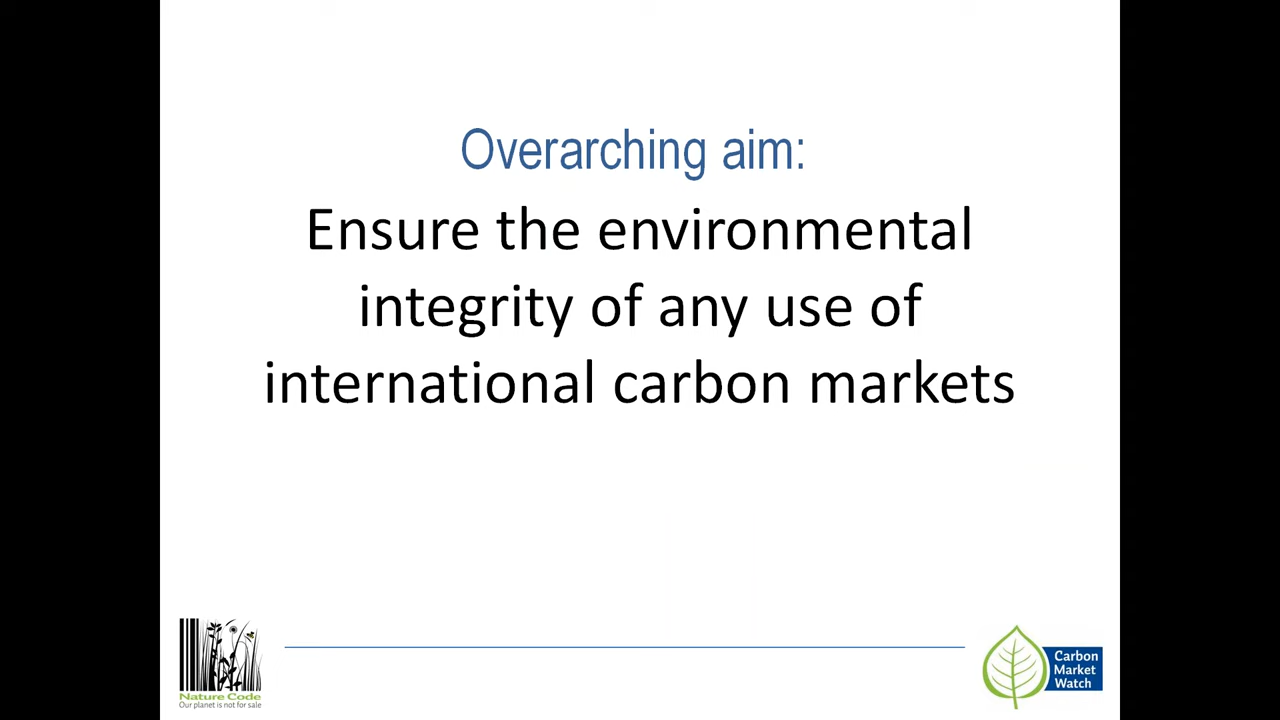 Overarching aim:
Ensure the environmental
integrity of any use of
international carbon markets
Nature Code
Our planet is not for sale
Carbon
Market
Watch